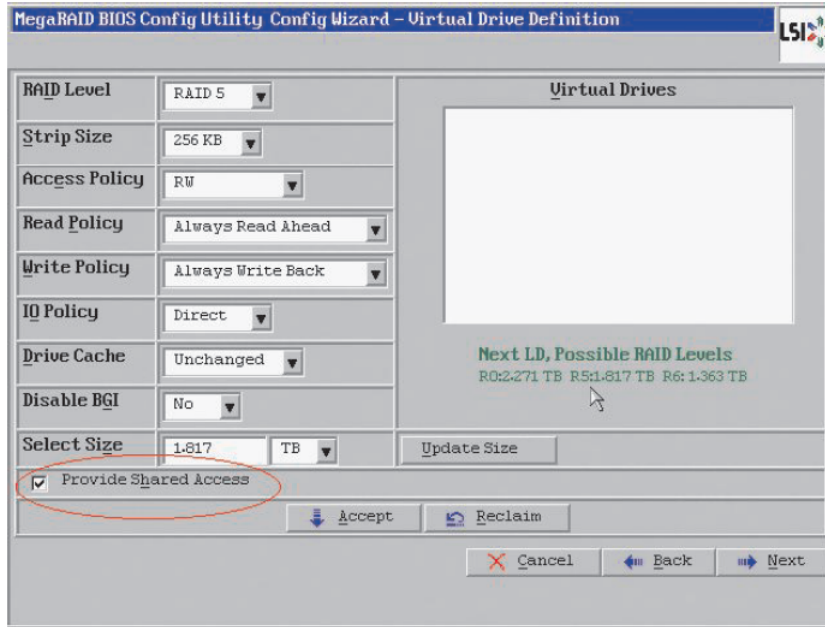 MegaRAID BIOS Config Utility Config Wizard – Virtual Drive Definition
LSI
RAID Level
RAID 5
Strip Size
256 KB
Access Policy
RW
Read Policy
Always Read Ahead
Write Policy
Always Write Back
IO Policy
Direct
Drive Cache
Unchanged
Disable BGI
No
Select Size
1.817
TB
Update Size
Provide Shared Access
Virtual Drives
Next LD, Possible RAID Levels
R0:2.271 TB R5:1.817 TB R6: 1.363 TB
Accept
Reclaim
Cancel
Back
Next